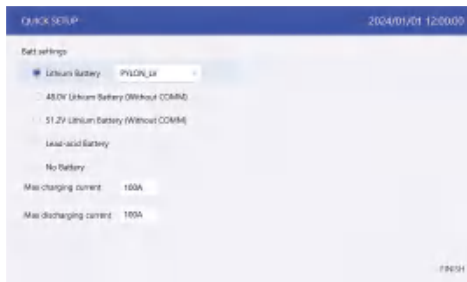 QUICK SETUP 2024/01/01 12:00:00
Batt settings
Lithium Battery PYLON_LV
48.0V Lithium Battery (Without COMM)
51.2V Lithium Battery (Without COMM)
Lead-acid Battery
No Battery
Max charging current 100A
Max discharging current 100A
FINISH